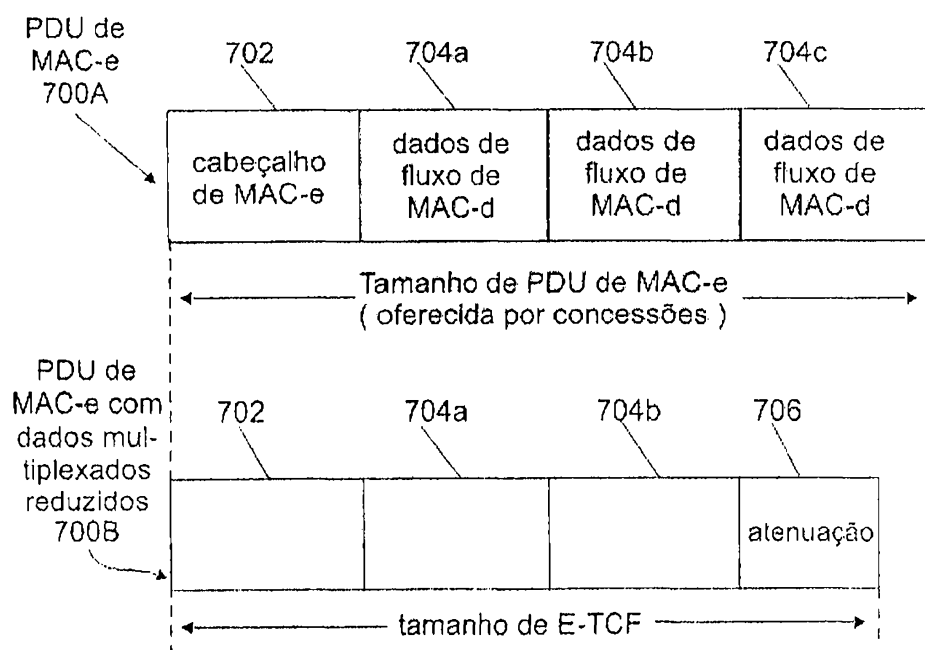 PDU de
MAC-e
700A
702
704a
704b
704c
cabeçalho
de MAC-e
dados de
fluxo de
MAC-d
dados de
fluxo de
MAC-d
dados de
fluxo de
MAC-d
Tamanho de PDU de MAC-e
( oferecida por concessões )
PDU de
MAC-e com
dados mul-
tiplexados
reduzidos
700B
702
704a
704b
706
atenuação
tamanho de E-TCF